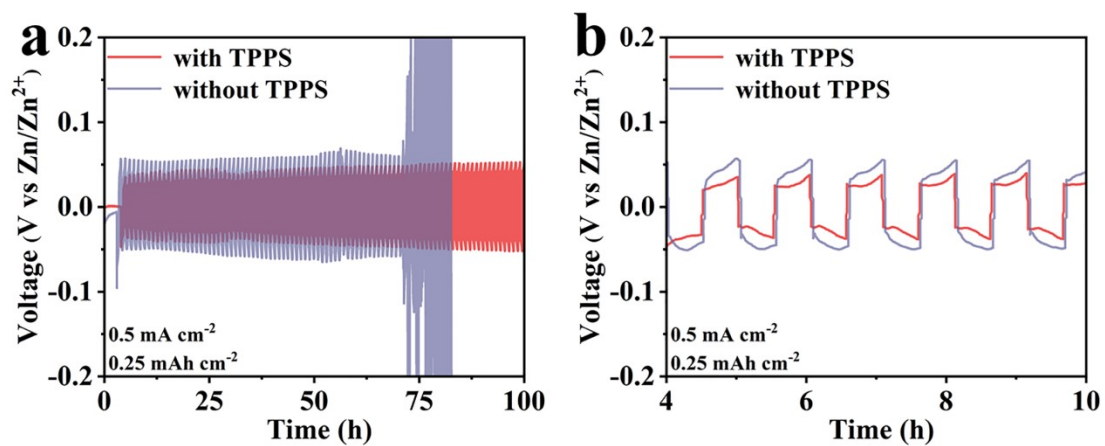 a
0.2
0.1
0.0
-0.1
-0.2
Voltage (V vs Zn/Zn²⁺)
with TPPS
without TPPS
0.5 mA cm⁻²
0.25 mAh cm⁻²
0 25 50 75 100
Time (h)
b
0.2
0.1
0.0
-0.1
-0.2
Voltage (V vs Zn/Zn²⁺)
with TPPS
without TPPS
0.5 mA cm⁻²
0.25 mAh cm⁻²
4 6 8 10
Time (h)